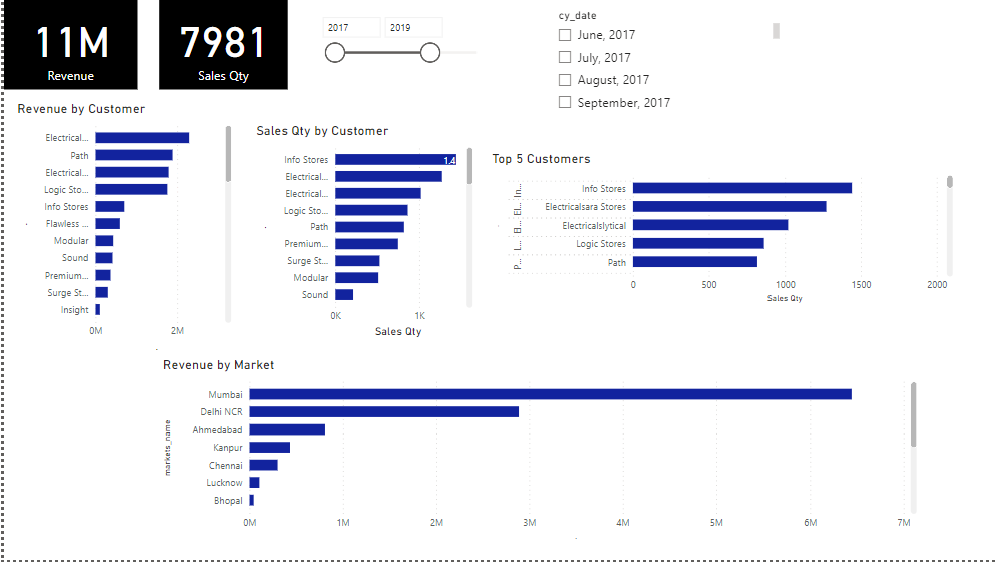 11M
Revenue
7981
Sales Qty
2017
2019
cy_date
June, 2017
July, 2017
August, 2017
September, 2017
Revenue by Customer
Electrical...
Path
Electrical...
Logic Sto...
Info Stores
Flawless ...
Modular
Sound
Premium...
Surge St...
Insight
0M
2M
Sales Qty by Customer
Info Stores
1.4
Electrical...
Electrical...
Logic Sto...
Path
Premium...
Surge St...
Modular
Sound
0K
1K
Sales Qty
Top 5 Customers
In...
Info Stores
El...
Electricalsara Stores
El...
Electricalslytical
L...
Logic Stores
P...
Path
0
500
1000
1500
2000
Sales Qty
Revenue by Market
markets_name
Mumbai
Delhi NCR
Ahmedabad
Kanpur
Chennai
Lucknow
Bhopal
0M
1M
2M
3M
4M
5M
6M
7M